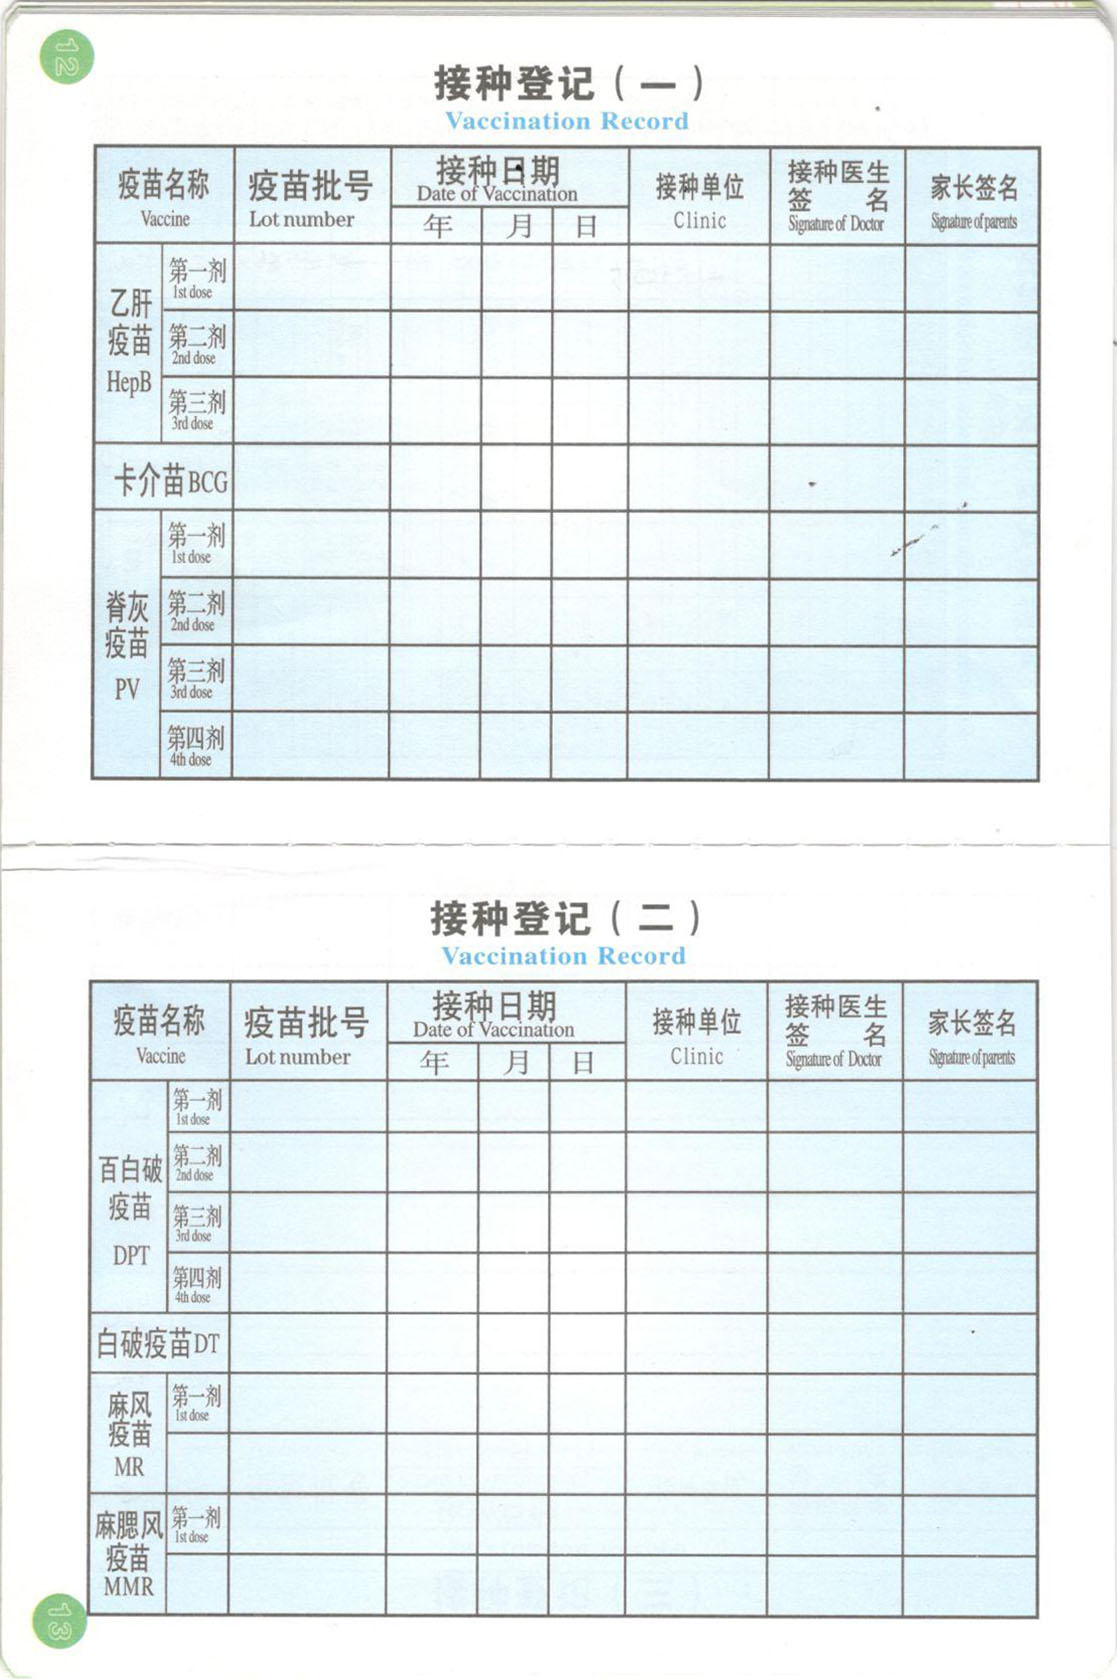 12
接种登记（一）
Vaccination Record
疫苗名称
Vaccine
疫苗批号
Lot number
接种日期
Date of Vaccination
年 月 日
接种单位
Clinic
接种医生
签 名
Signature of Doctor
家长签名
Signature of parents
乙肝
疫苗
HepB
第一剂
1st dose
第二剂
2nd dose
第三剂
3rd dose
卡介苗BCG
脊灰
疫苗
PV
第一剂
1st dose
第二剂
2nd dose
第三剂
3rd dose
第四剂
4th dose
接种登记（二）
Vaccination Record
疫苗名称
Vaccine
疫苗批号
Lot number
接种日期
Date of Vaccination
年 月 日
接种单位
Clinic
接种医生
签 名
Signature of Doctor
家长签名
Signature of parents
百白破
疫苗
DPT
第一剂
1st dose
第二剂
2nd dose
第三剂
3rd dose
第四剂
4th dose
白破疫苗DT
麻风
疫苗
MR
第一剂
1st dose
麻腮风
疫苗
MMR
第一剂
1st dose
13